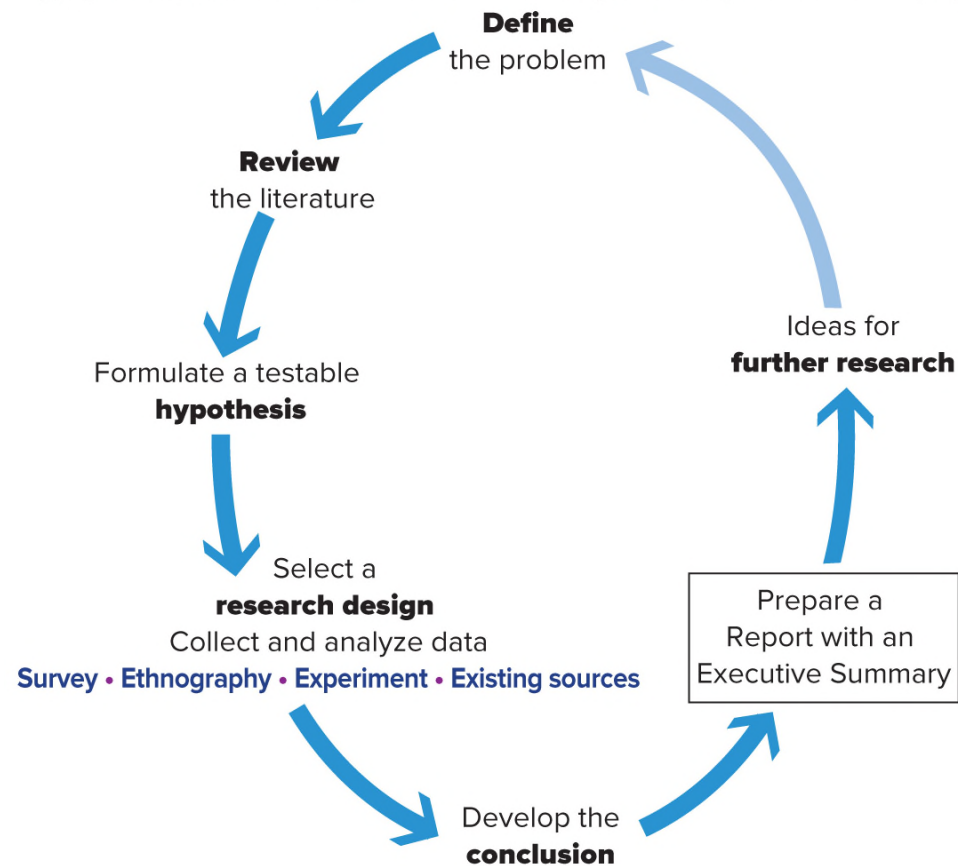 Define
the problem
Review
the literature
Formulate a testable
hypothesis
Select a
research design
Collect and analyze data
Survey • Ethnography • Experiment • Existing sources
Develop the
conclusion
Prepare a
Report with an
Executive Summary
Ideas for
further research